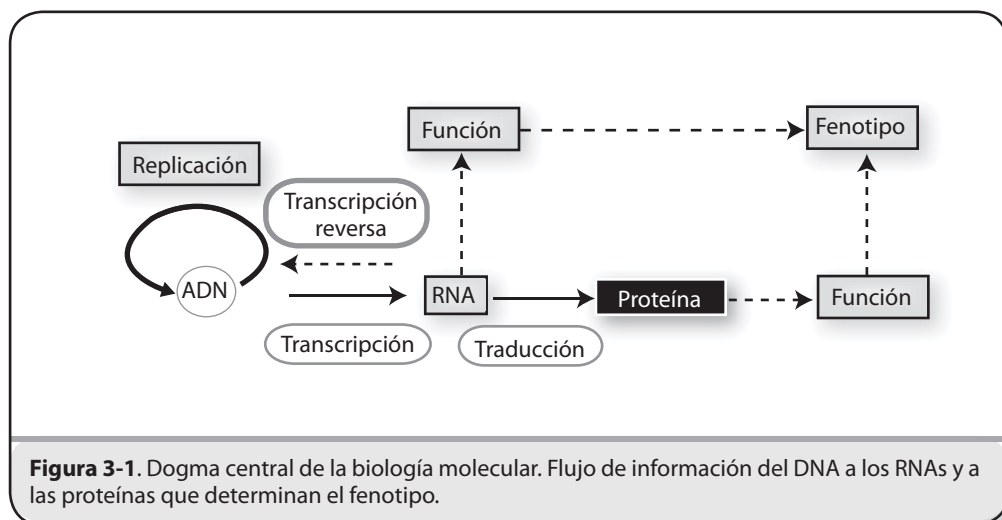 Función
Fenotipo
Replicación
Transcripción
reversa
ADN
RNA
Proteína
Función
Transcripción
Traducción
Figura 3-1. Dogma central de la biología molecular. Flujo de información del DNA a los RNAs y a
las proteínas que determinan el fenotipo.